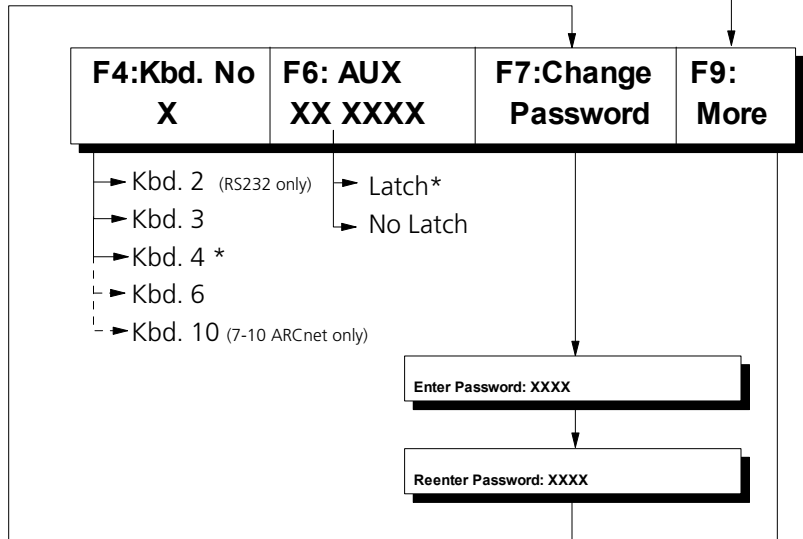 F4:Kbd. No X
F6: AUX XX XXXX
F7:Change Password
F9: More
Kbd. 2 (RS232 only)
Kbd. 3
Kbd. 4 *
Kbd. 6
Kbd. 10 (7-10 ARCnet only)
Latch*
No Latch
Enter Password: XXXX
Reenter Password: XXXX